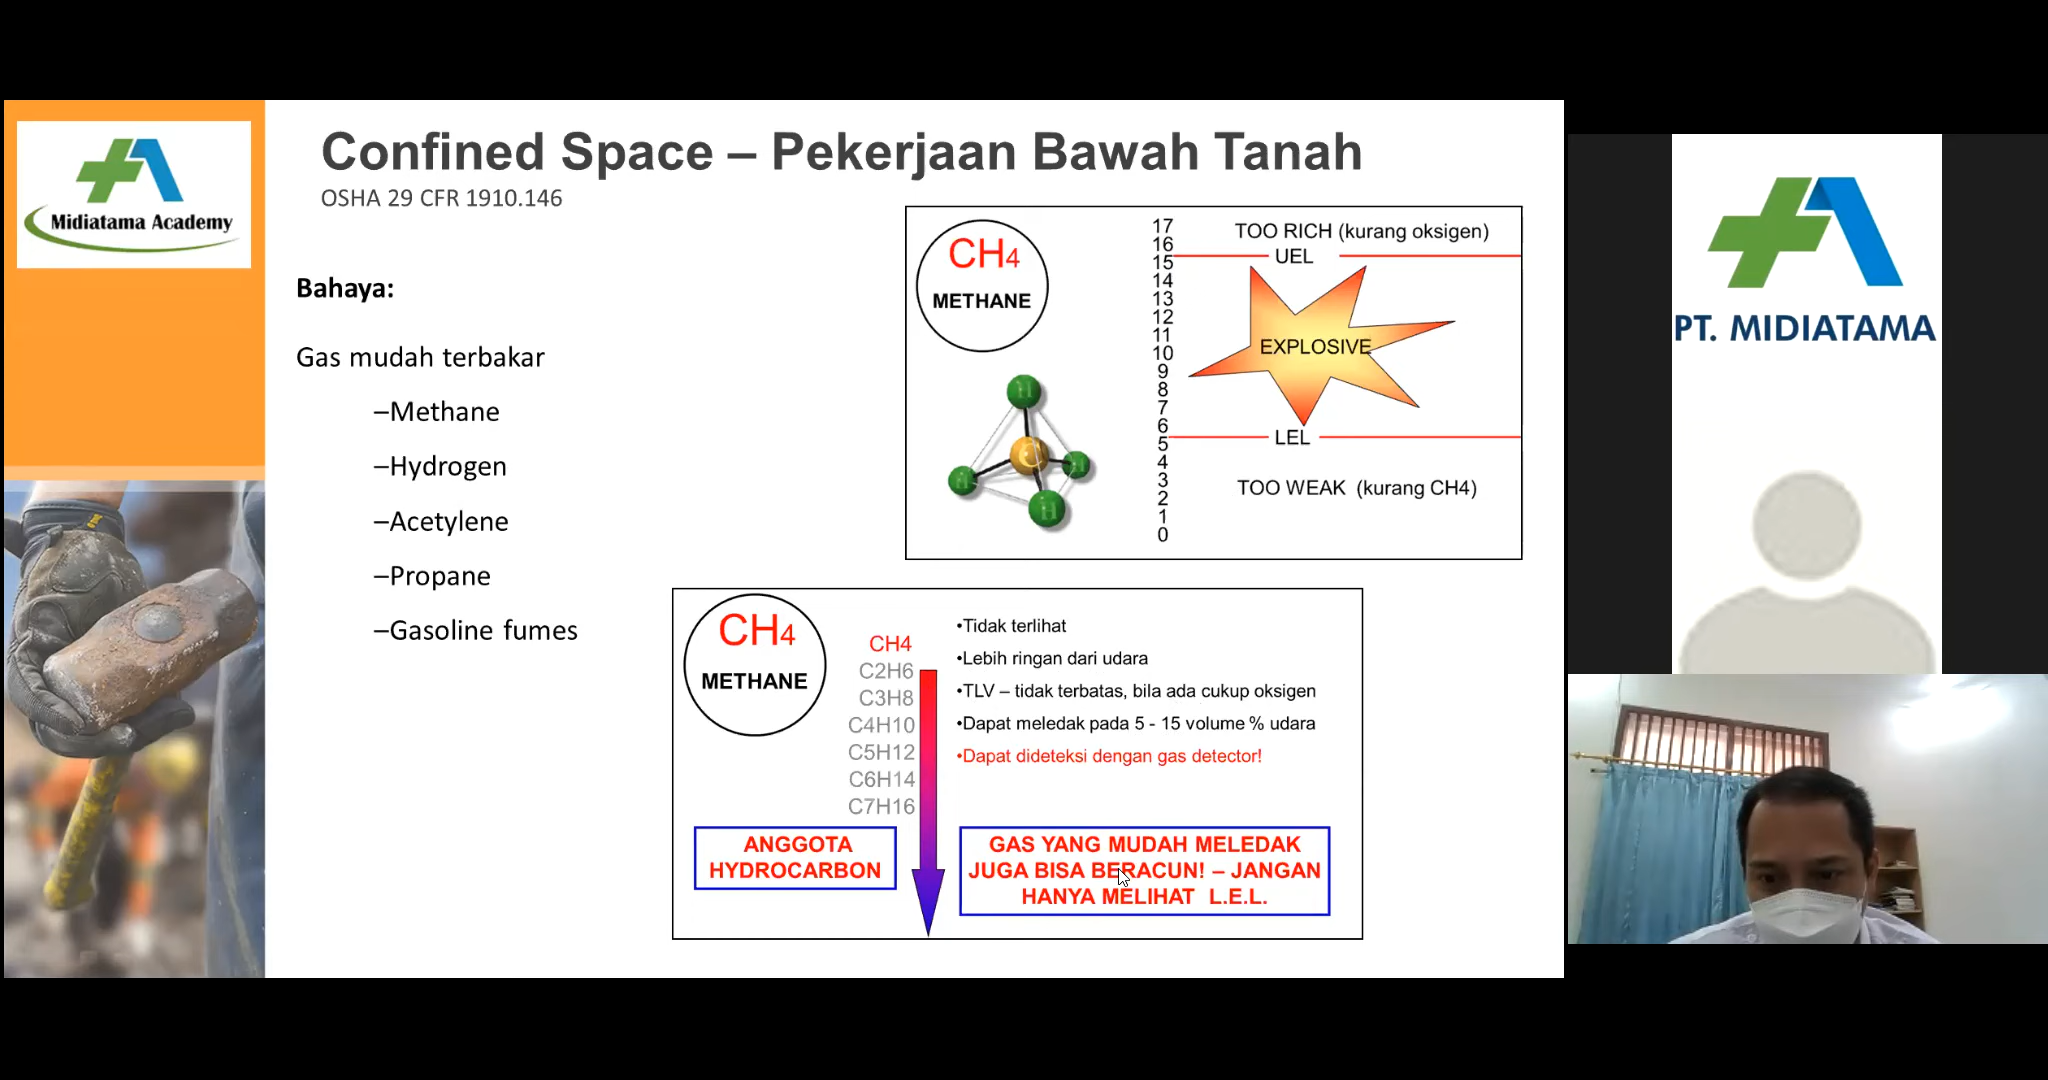 Midiatama Academy
Confined Space – Pekerjaan Bawah Tanah
OSHA 29 CFR 1910.146
Bahaya:
Gas mudah terbakar
–Methane
–Hydrogen
–Acetylene
–Propane
–Gasoline fumes
CH4
METHANE
H
C
H
H
H
17
16
15
14
13
12
11
10
9
8
7
6
5
4
3
2
1
0
TOO RICH (kurang oksigen)
UEL
EXPLOSIVE
LEL
TOO WEAK (kurang CH4)
CH4
METHANE
CH4
C2H6
C3H8
C4H10
C5H12
C6H14
C7H16
•Tidak terlihat
•Lebih ringan dari udara
•TLV – tidak terbatas, bila ada cukup oksigen
•Dapat meledak pada 5 - 15 volume % udara
•Dapat dideteksi dengan gas detector!
ANGGOTA
HYDROCARBON
GAS YANG MUDAH MELEDAK
JUGA BISA BERACUN! – JANGAN
HANYA MELIHAT L.E.L.
PT. MIDIATAMA